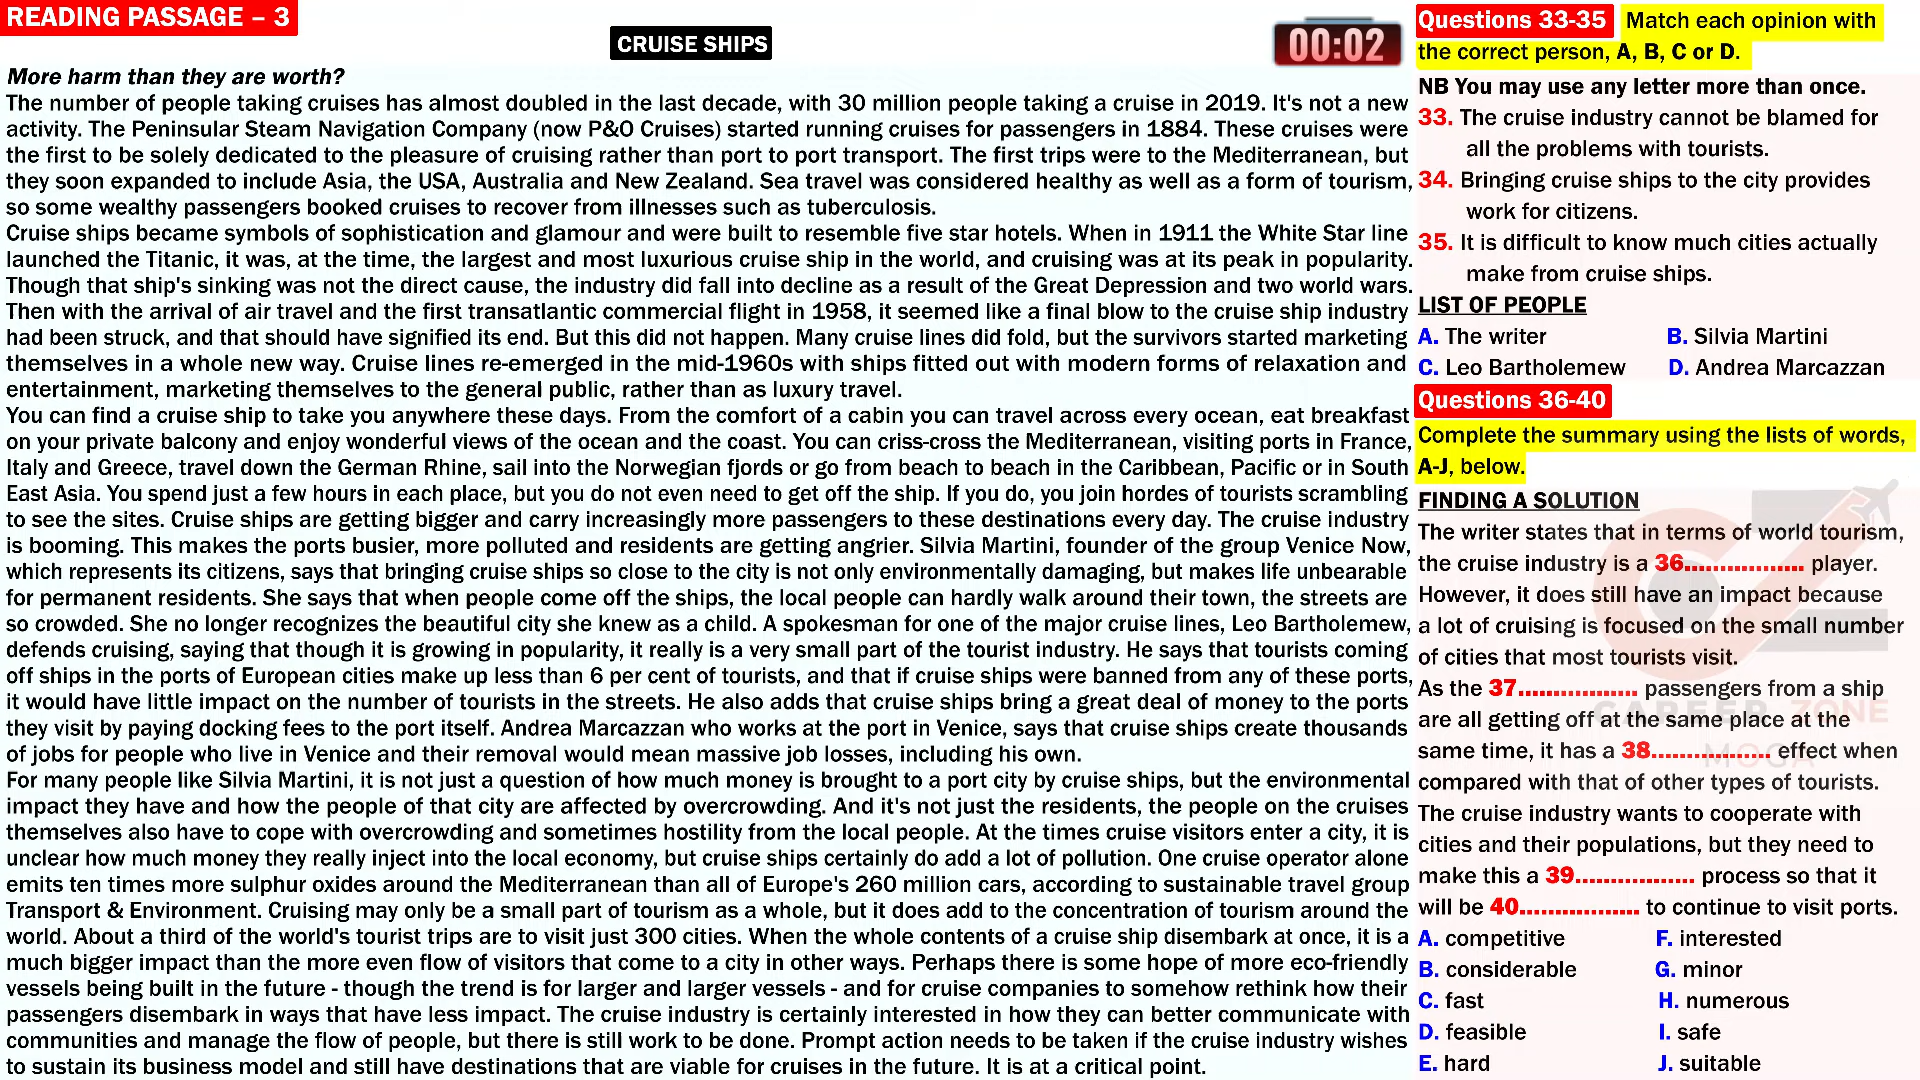 READING PASSAGE – 3
CRUISE SHIPS
00:02
More harm than they are worth?
The number of people taking cruises has almost doubled in the last decade, with 30 million people taking a cruise in 2019. It's not a new
activity. The Peninsular Steam Navigation Company (now P&O Cruises) started running cruises for passengers in 1884. These cruises were
the first to be solely dedicated to the pleasure of cruising rather than port to port transport. The first trips were to the Mediterranean, but
they soon expanded to include Asia, the USA, Australia and New Zealand. Sea travel was considered healthy as well as a form of tourism,
so some wealthy passengers booked cruises to recover from illnesses such as tuberculosis.
Cruise ships became symbols of sophistication and glamour and were built to resemble five star hotels. When in 1911 the White Star line
launched the Titanic, it was, at the time, the largest and most luxurious cruise ship in the world, and cruising was at its peak in popularity.
Though that ship's sinking was not the direct cause, the industry did fall into decline as a result of the Great Depression and two world wars.
Then with the arrival of air travel and the first transatlantic commercial flight in 1958, it seemed like a final blow to the cruise ship industry
had been struck, and that should have signified its end. But this did not happen. Many cruise lines did fold, but the survivors started marketing
themselves in a whole new way. Cruise lines re-emerged in the mid-1960s with ships fitted out with modern forms of relaxation and
entertainment, marketing themselves to the general public, rather than as luxury travel.
You can find a cruise ship to take you anywhere these days. From the comfort of a cabin you can travel across every ocean, eat breakfast
on your private balcony and enjoy wonderful views of the ocean and the coast. You can criss-cross the Mediterranean, visiting ports in France,
Italy and Greece, travel down the German Rhine, sail into the Norwegian fjords or go from beach to beach in the Caribbean, Pacific or in South
East Asia. You spend just a few hours in each place, but you do not even need to get off the ship. If you do, you join hordes of tourists scrambling
to see the sites. Cruise ships are getting bigger and carry increasingly more passengers to these destinations every day. The cruise industry
is booming. This makes the ports busier, more polluted and residents are getting angrier. Silvia Martini, founder of the group Venice Now,
which represents its citizens, says that bringing cruise ships so close to the city is not only environmentally damaging, but makes life unbearable
for permanent residents. She says that when people come off the ships, the local people can hardly walk around their town, the streets are
so crowded. She no longer recognizes the beautiful city she knew as a child. A spokesman for one of the major cruise lines, Leo Bartholemew,
defends cruising, saying that though it is growing in popularity, it really is a very small part of the tourist industry. He says that tourists coming
off ships in the ports of European cities make up less than 6 per cent of tourists, and that if cruise ships were banned from any of these ports,
it would have little impact on the number of tourists in the streets. He also adds that cruise ships bring a great deal of money to the ports
they visit by paying docking fees to the port itself. Andrea Marcazzan who works at the port in Venice, says that cruise ships create thousands
of jobs for people who live in Venice and their removal would mean massive job losses, including his own.
For many people like Silvia Martini, it is not just a question of how much money is brought to a port city by cruise ships, but the environmental
impact they have and how the people of that city are affected by overcrowding. And it's not just the residents, the people on the cruises
themselves also have to cope with overcrowding and sometimes hostility from the local people. At the times cruise visitors enter a city, it is
unclear how much money they really inject into the local economy, but cruise ships certainly do add a lot of pollution. One cruise operator alone
emits ten times more sulphur oxides around the Mediterranean than all of Europe's 260 million cars, according to sustainable travel group
Transport & Environment. Cruising may only be a small part of tourism as a whole, but it does add to the concentration of tourism around the
world. About a third of the world's tourist trips are to visit just 300 cities. When the whole contents of a cruise ship disembark at once, it is a
much bigger impact than the more even flow of visitors that come to a city in other ways. Perhaps there is some hope of more eco-friendly
vessels being built in the future - though the trend is for larger and larger vessels - and for cruise companies to somehow rethink how their
passengers disembark in ways that have less impact. The cruise industry is certainly interested in how they can better communicate with
communities and manage the flow of people, but there is still work to be done. Prompt action needs to be taken if the cruise industry wishes
to sustain its business model and still have destinations that are viable for cruises in the future. It is at a critical point.
Questions 33-35 Match each opinion with
the correct person, A, B, C or D.
NB You may use any letter more than once.
33. The cruise industry cannot be blamed for
all the problems with tourists.
34. Bringing cruise ships to the city provides
work for citizens.
35. It is difficult to know much cities actually
make from cruise ships.
LIST OF PEOPLE
A. The writer B. Silvia Martini
C. Leo Bartholemew D. Andrea Marcazzan
Questions 36-40
Complete the summary using the lists of words,
A-J, below.
FINDING A SOLUTION
The writer states that in terms of world tourism,
the cruise industry is a 36.................. player.
However, it does still have an impact because
a lot of cruising is focused on the small number
of cities that most tourists visit.
As the 37.................. passengers from a ship
are all getting off at the same place at the
same time, it has a 38.................. effect when
compared with that of other types of tourists.
The cruise industry wants to cooperate with
cities and their populations, but they need to
make this a 39.................. process so that it
will be 40.................. to continue to visit ports.
A. competitive F. interested
B. considerable G. minor
C. fast H. numerous
D. feasible I. safe
E. hard J. suitable
CAREER ZONE
MOGA